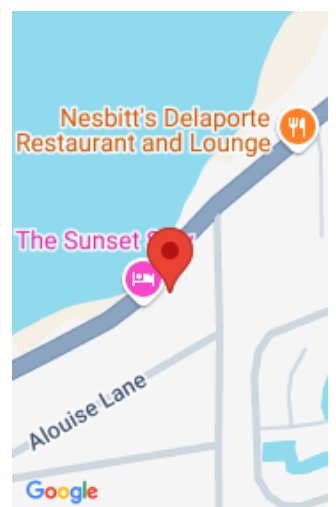 Nesbitt's Delaporte
Restaurant and Lounge
The Sunset
Alouise Lane
Google